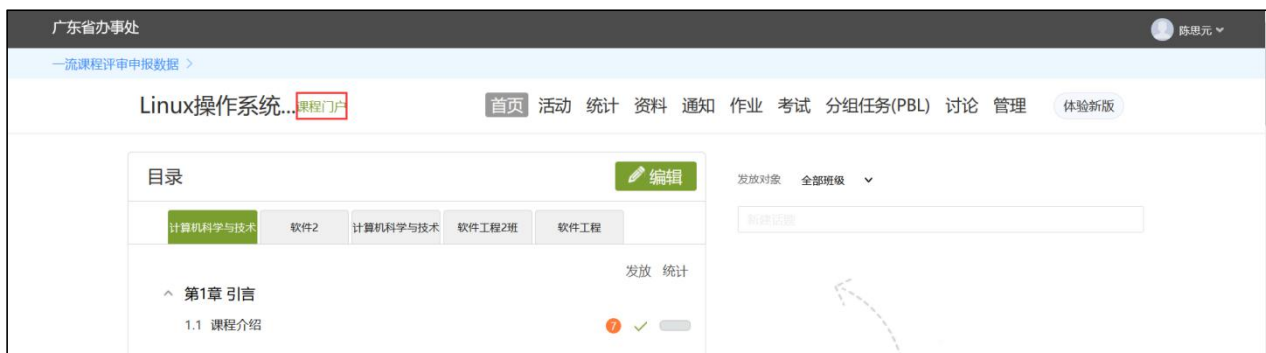 广东省办事处
陈思元
一流课程评审申报数据 >
Linux操作系统...课程门户
首页 活动 统计 资料 通知 作业 考试 分组任务(PBL) 讨论 管理 体验新版
目录
编辑
发放对象 全部班级
新建话题
计算机科学与技术 软件2 计算机科学与技术 软件工程2班 软件工程
发放 统计
第1章 引言
1.1 课程介绍
7